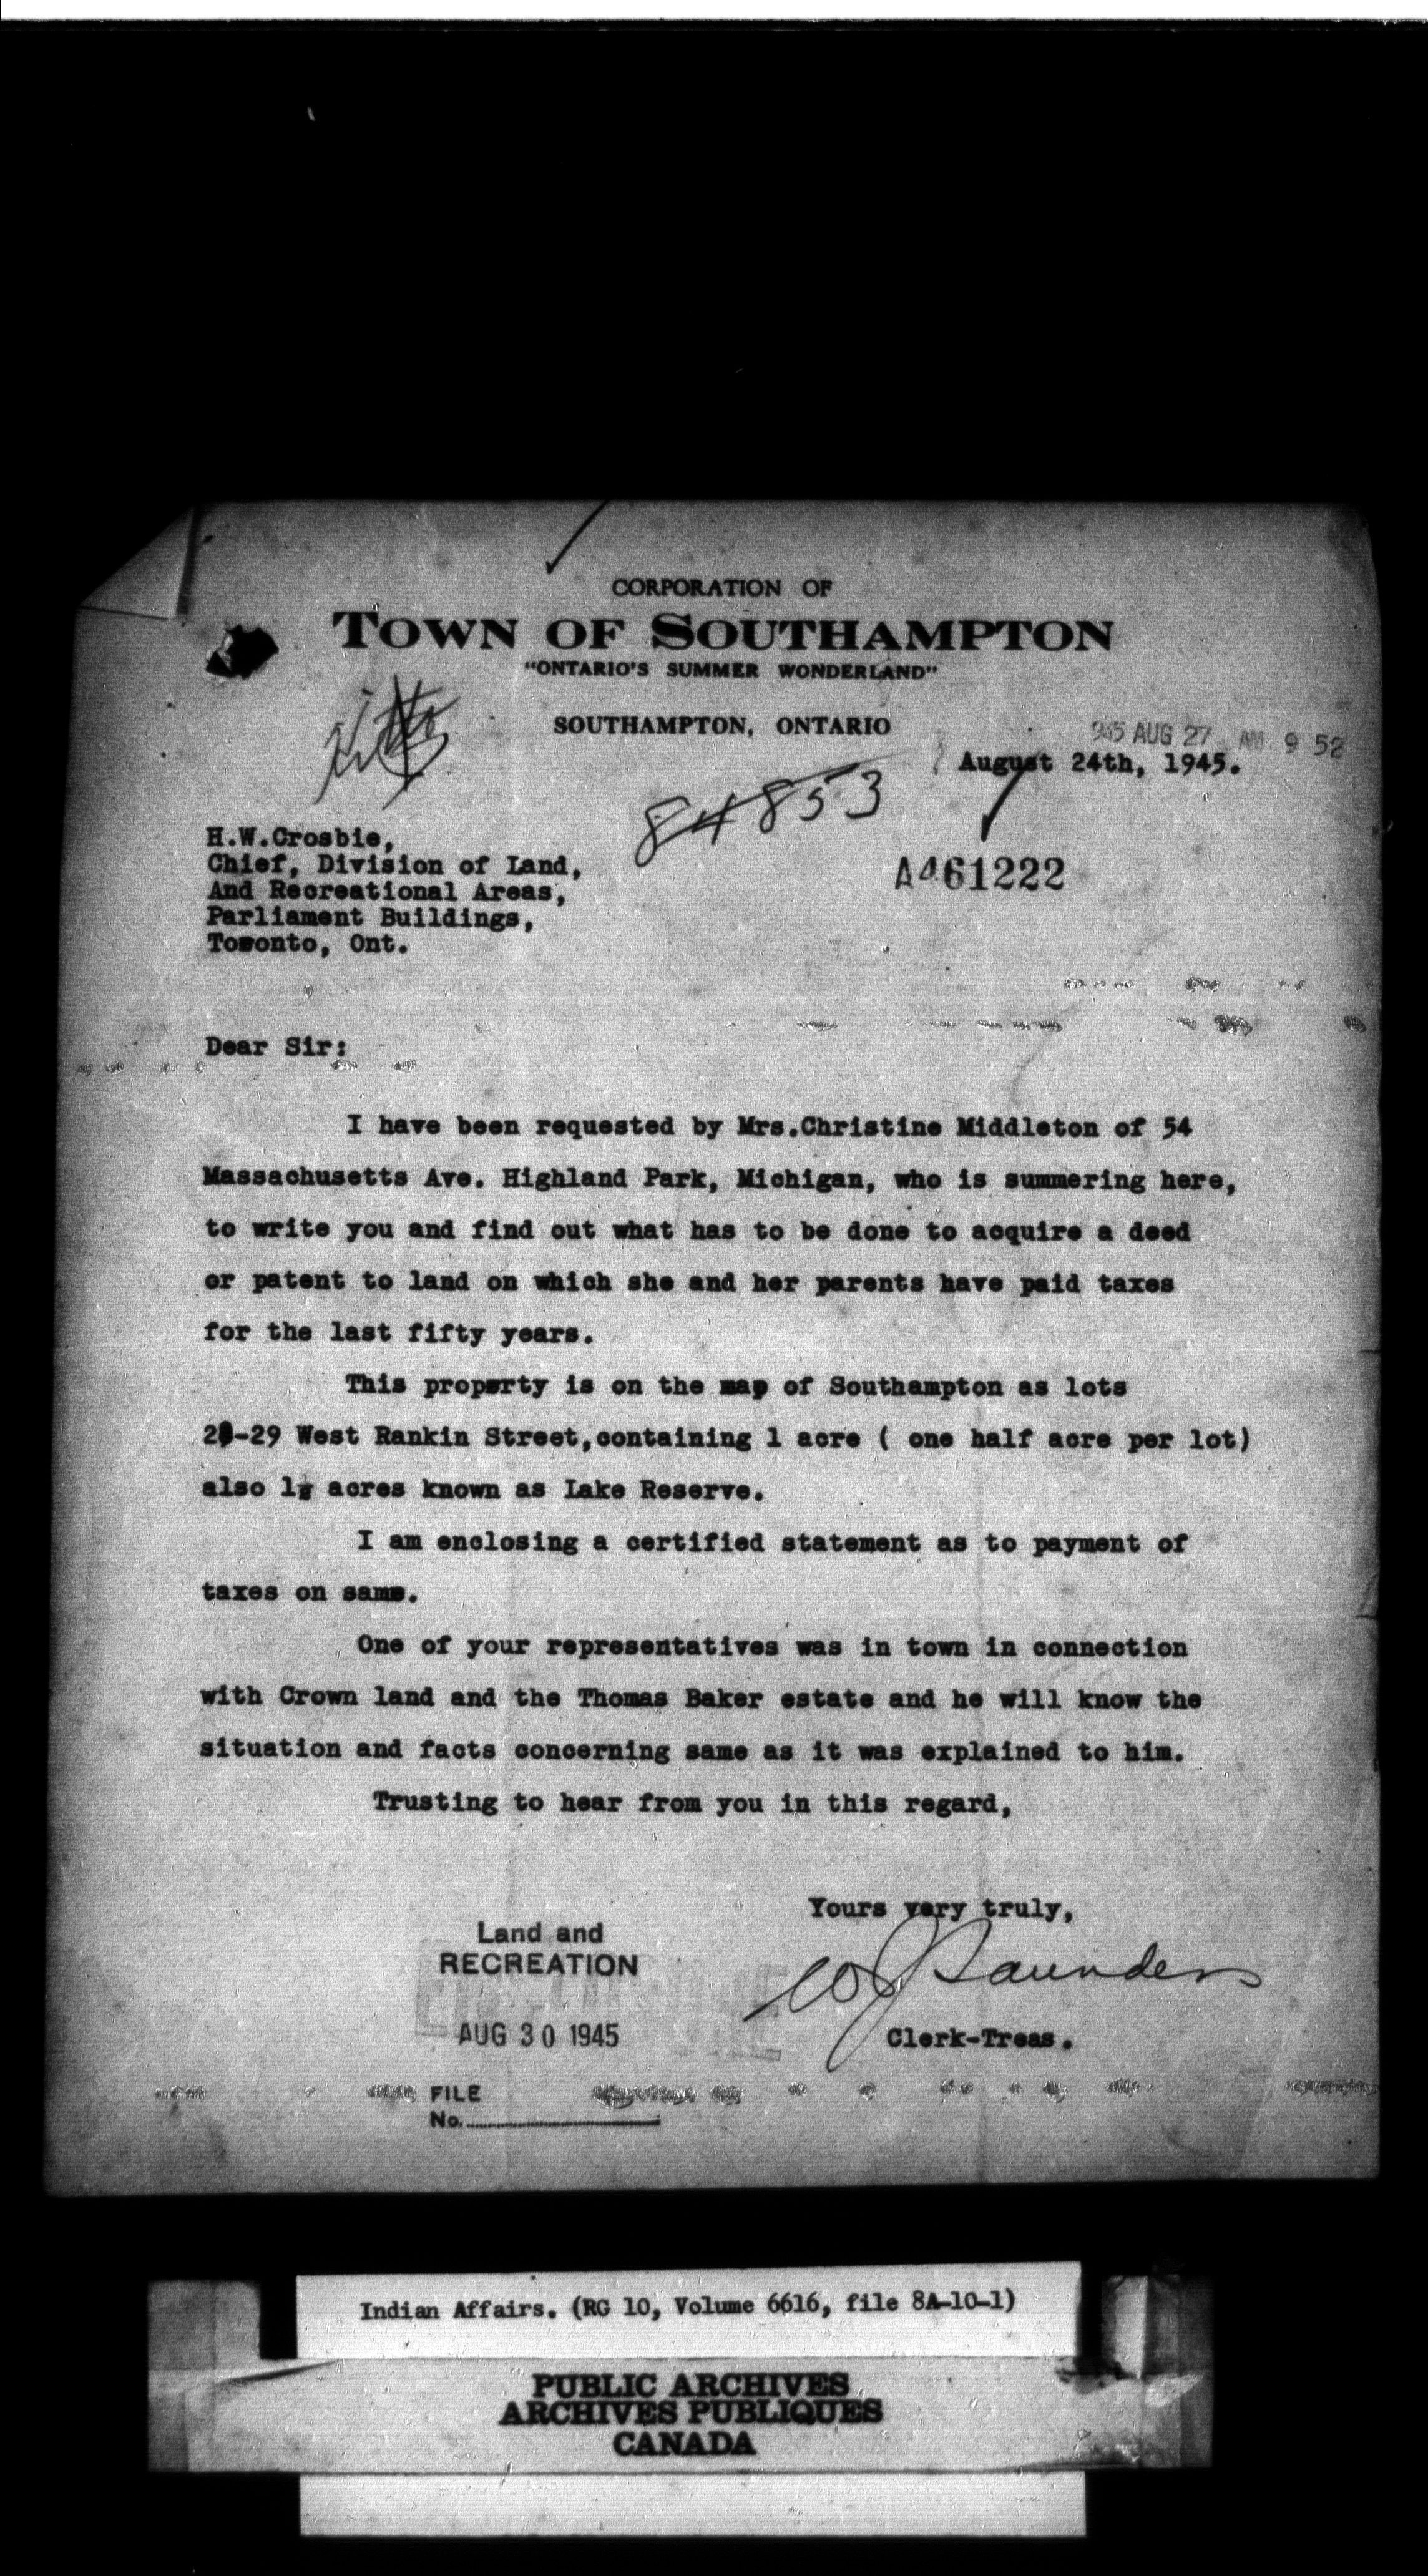 CORPORATION OF
TOWN OF SOUTHAMPTON
"ONTARIO'S SUMMER WONDERLAND"
SOUTHAMPTON, ONTARIO
945 AUG 27 AM 9 52
August 24th, 1945.
84853
A461222
H.W.Crosbie,
Chief, Division of Land,
And Recreational Areas,
Parliament Buildings,
Toronto, Ont.
Dear Sir:
I have been requested by Mrs.Christine Middleton of 54
Massachusetts Ave. Highland Park, Michigan, who is summering here,
to write you and find out what has to be done to acquire a deed
or patent to land on which she and her parents have paid taxes
for the last fifty years.
This property is on the map of Southampton as lots
-29 West Rankin Street,containing 1 acre ( one half acre per lot)
also acres known as Lake Reserve.
I am enclosing a certified statement as to payment of
taxes on same.
One of your representatives was in town in connection
with Crown land and the Thomas Baker estate and he will know the
situation and facts concerning same as it was explained to him.
Trusting to hear from you in this regard,
Yours very truly,
W J Saunders
Clerk-Treas.
Land and
RECREATION
AUG 30 1945
FILE
No.
Indian Affairs. (RG 10, Volume 6616, file 8A-10-1)
PUBLIC ARCHIVES
ARCHIVES PUBLIQUES
CANADA